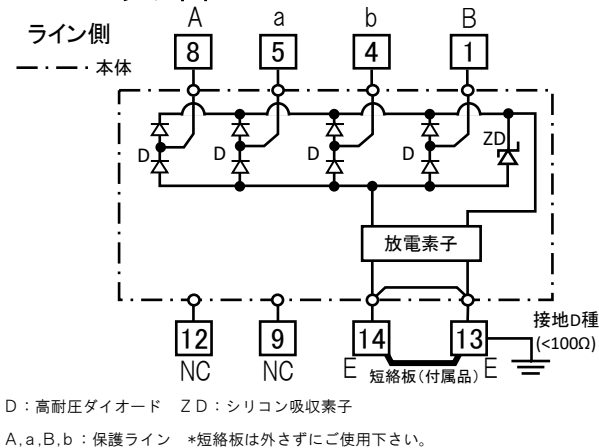 A a b B
ライン側
8 5 4 1
本体
D D D D ZD
放電素子
12 9 14 13
接地D種
(<100Ω)
NC NC E 短絡板(付属品) E
D：高耐圧ダイオード ZD：シリコン吸収素子
A,a,B,b：保護ライン *短絡板は外さずにご使用下さい。